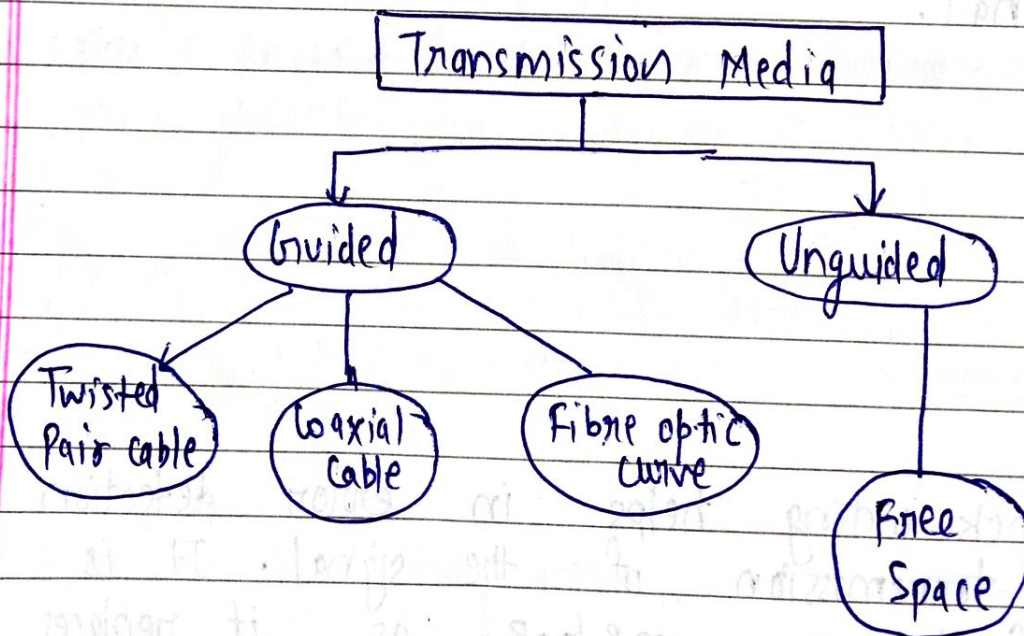 Transmission Media
Guided
Unguided
Twisted
Pair cable
Coaxial
Cable
Fibre optic
curve
Free
Space